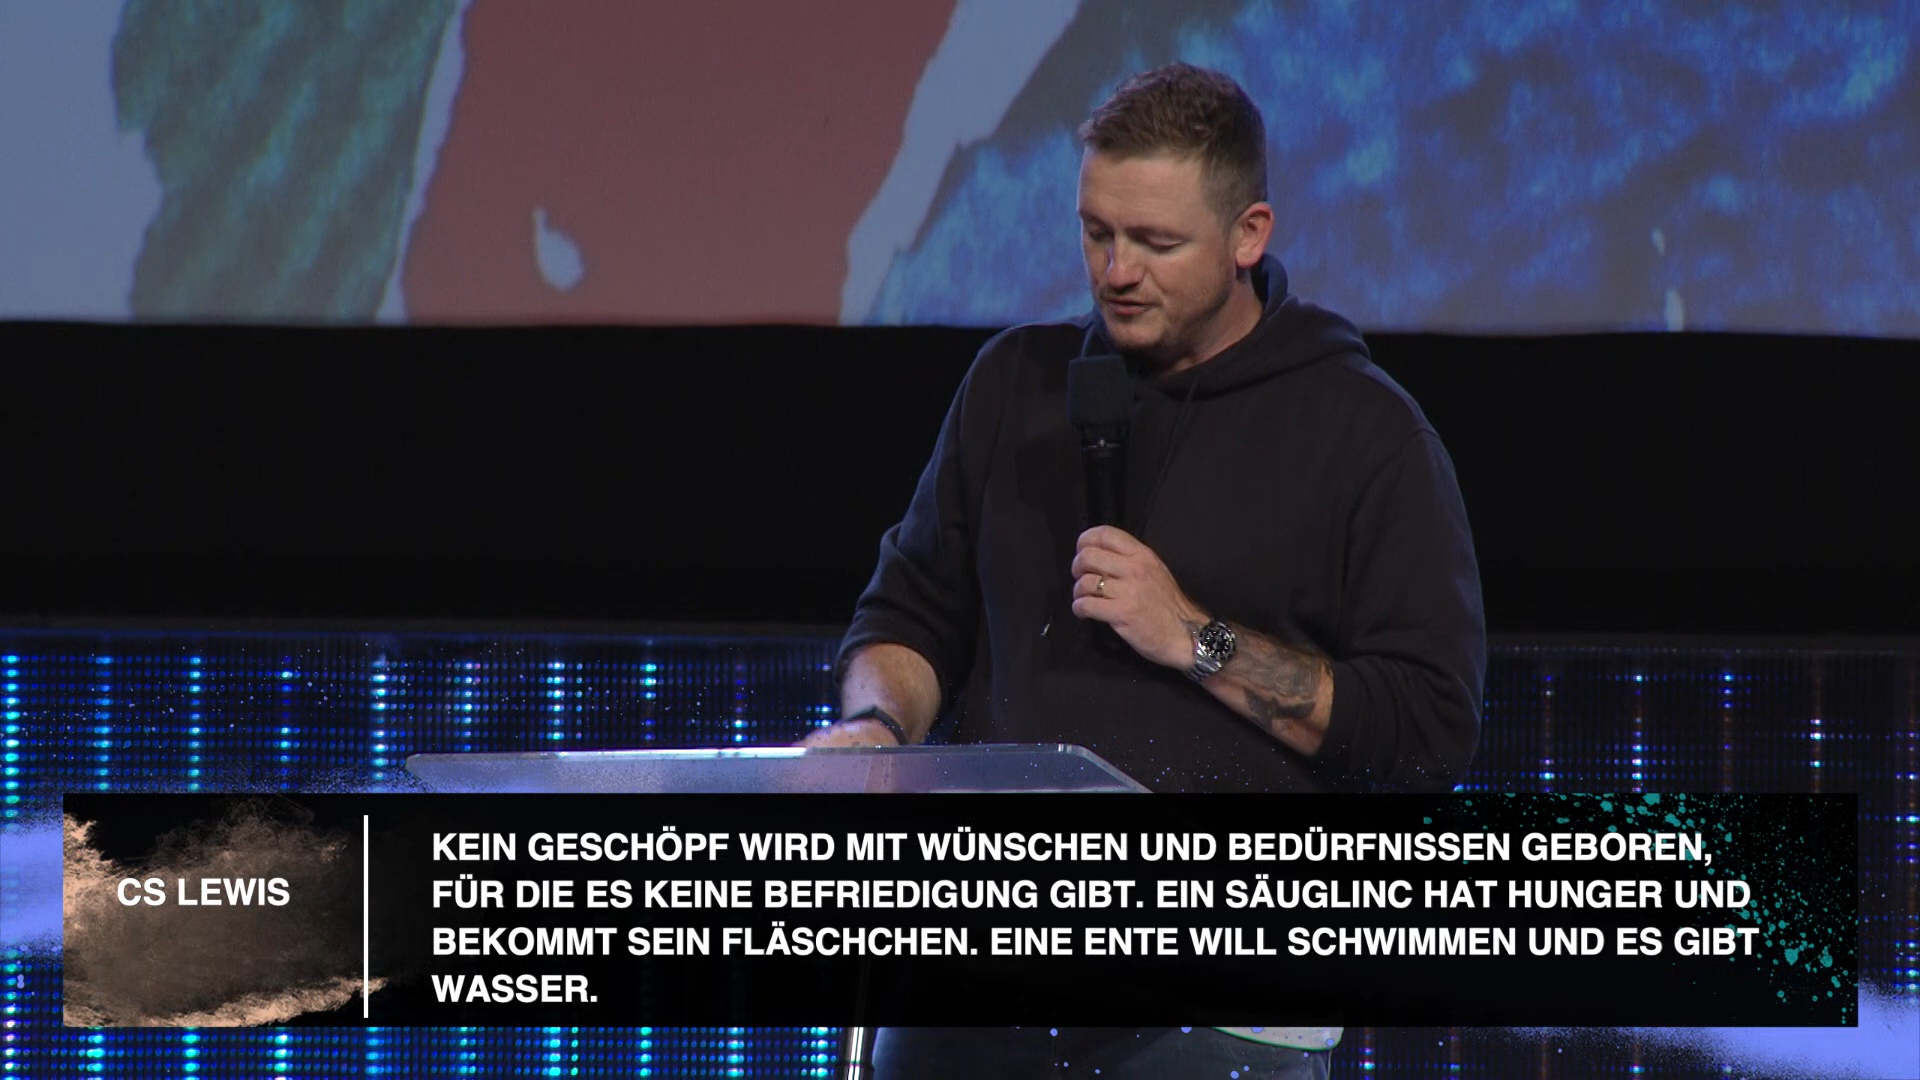 CS LEWIS
KEIN GESCHÖPF WIRD MIT WÜNSCHEN UND BEDÜRFNISSEN GEBOREN,
FÜR DIE ES KEINE BEFRIEDIGUNG GIBT. EIN SÄUGLINC HAT HUNGER UND
BEKOMMT SEIN FLÄSCHCHEN. EINE ENTE WILL SCHWIMMEN UND ES GIBT
WASSER.